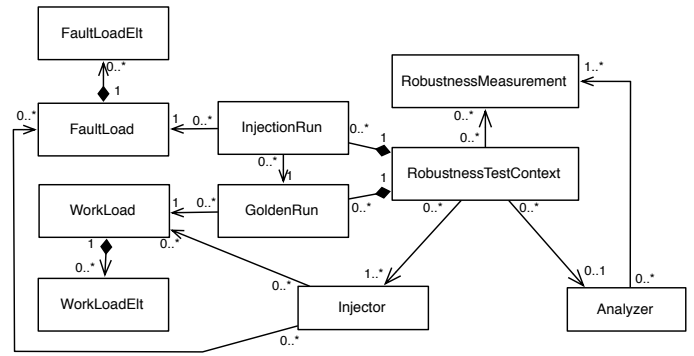 FaultLoadElt
0..*
1
0..*
FaultLoad
1
0..*
InjectionRun
0..*
1
0..*
1
WorkLoad
1
0..*
GoldenRun
0..*
1
1
0..*
0..*
WorkLoadElt
RobustnessMeasurement
1..*
0..*
0..*
RobustnessTestContext
0..*
0..*
1..*
0..1
0..*
0..*
Injector
0..*
Analyzer